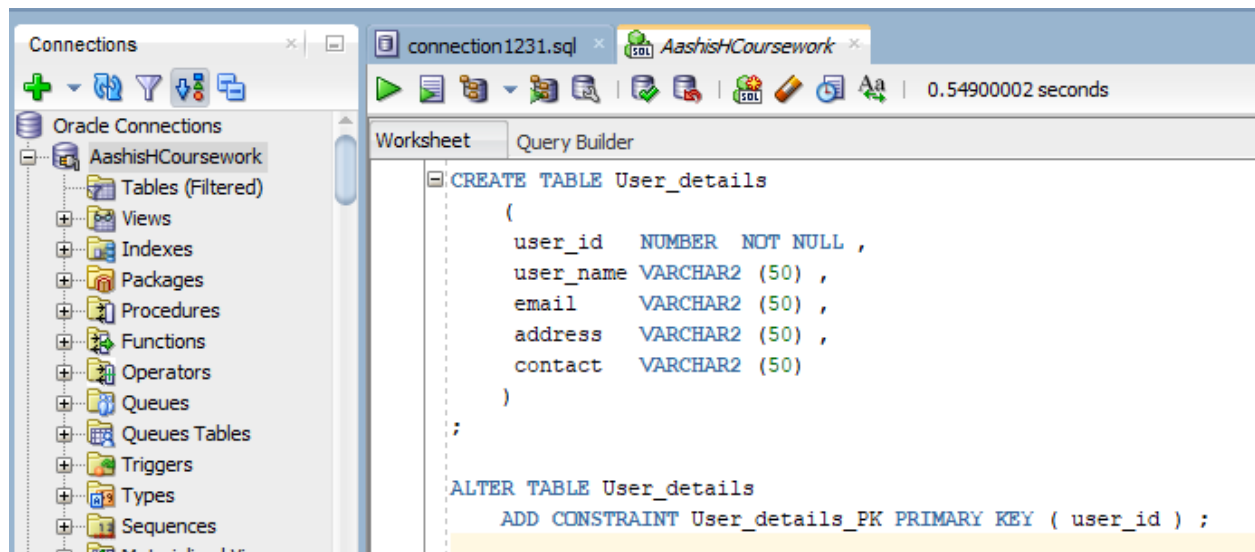 Connections
Oracle Connections
AashisHCoursework
Tables (Filtered)
Views
Indexes
Packages
Procedures
Functions
Operators
Queues
Queues Tables
Triggers
Types
Sequences
connection1231.sql
AashisHCoursework
0.54900002 seconds
Worksheet Query Builder
CREATE TABLE User_details
(
user_id NUMBER NOT NULL ,
user_name VARCHAR2 (50) ,
email VARCHAR2 (50) ,
address VARCHAR2 (50) ,
contact VARCHAR2 (50)
)
;
ALTER TABLE User_details
ADD CONSTRAINT User_details_PK PRIMARY KEY ( user_id ) ;